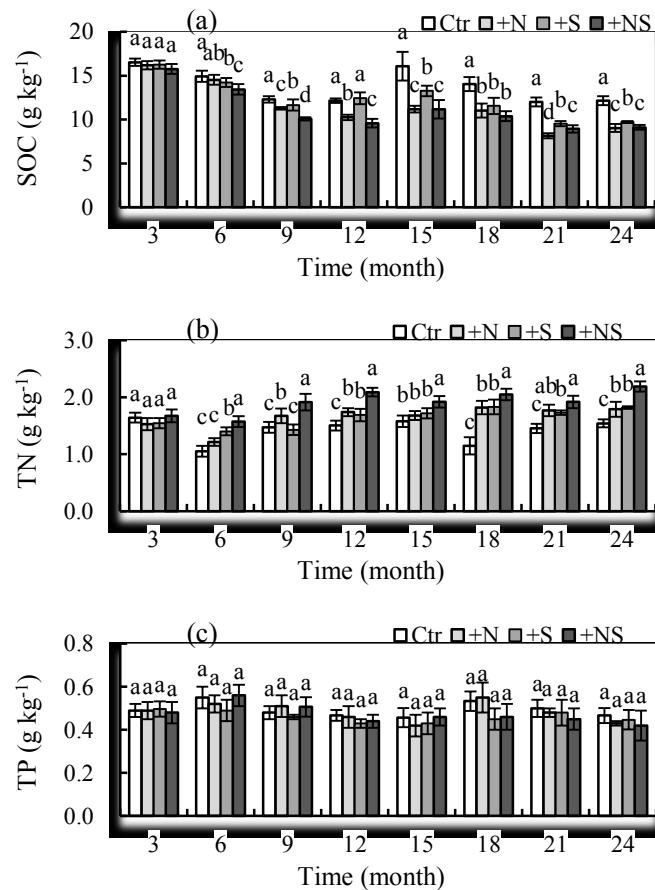 (a)
Ctr +N +S +NS
SOC (g kg-1)
20
15
10
5
0
a a a a
a ab b c
a c b d
a b a c
a c b c
a b b c
a d b c
a c b c
3 6 9 12 15 18 21 24
Time (month)
(b)
Ctr +N +S +NS
TN (g kg-1)
3.0
2.0
1.0
0.0
a a a a
c c b a
c b c a
c b b a
b b b a
c b b a
c ab b a
c b b a
3 6 9 12 15 18 21 24
Time (month)
(c)
Ctr +N +S +NS
TP (g kg-1)
0.8
0.6
0.4
0.2
0.0
a a a a
a a a a
a a a a
a a a a
a a a a
a a a a
a a a a
a a a a
3 6 9 12 15 18 21 24
Time (month)